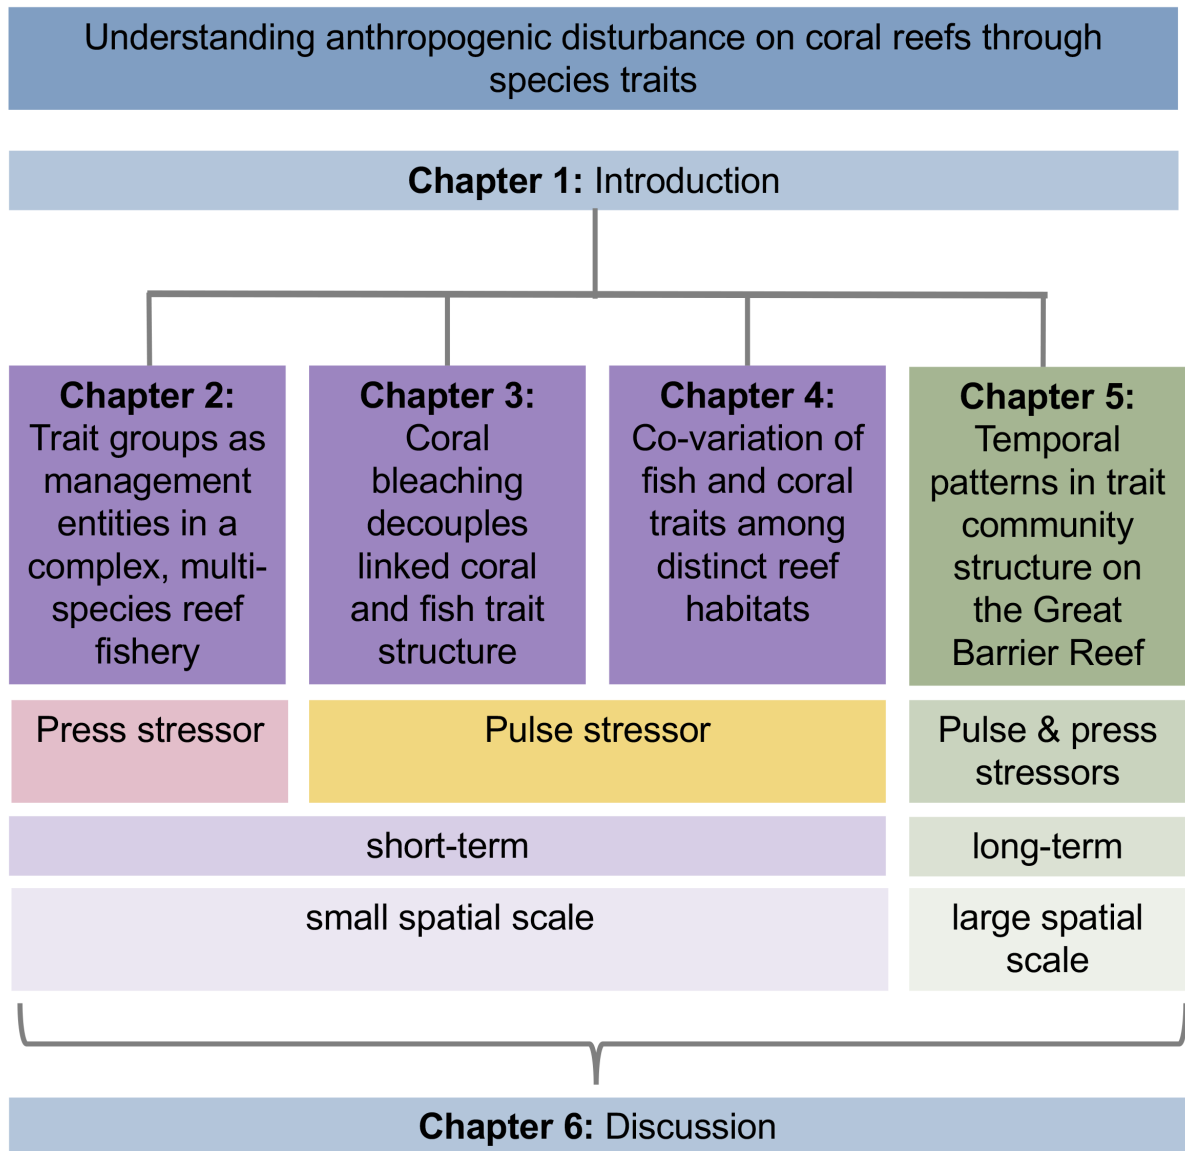 Understanding anthropogenic disturbance on coral reefs through
species traits
Chapter 1: Introduction
Chapter 2:
Trait groups as
management
entities in a
complex, multi-
species reef
fishery
Chapter 3:
Coral
bleaching
decouples
linked coral
and fish trait
structure
Chapter 4:
Co-variation of
fish and coral
traits among
distinct reef
habitats
Chapter 5:
Temporal
patterns in trait
community
structure on
the Great
Barrier Reef
Press stressor
Pulse stressor
Pulse & press
stressors
short-term
long-term
small spatial scale
large spatial
scale
Chapter 6: Discussion